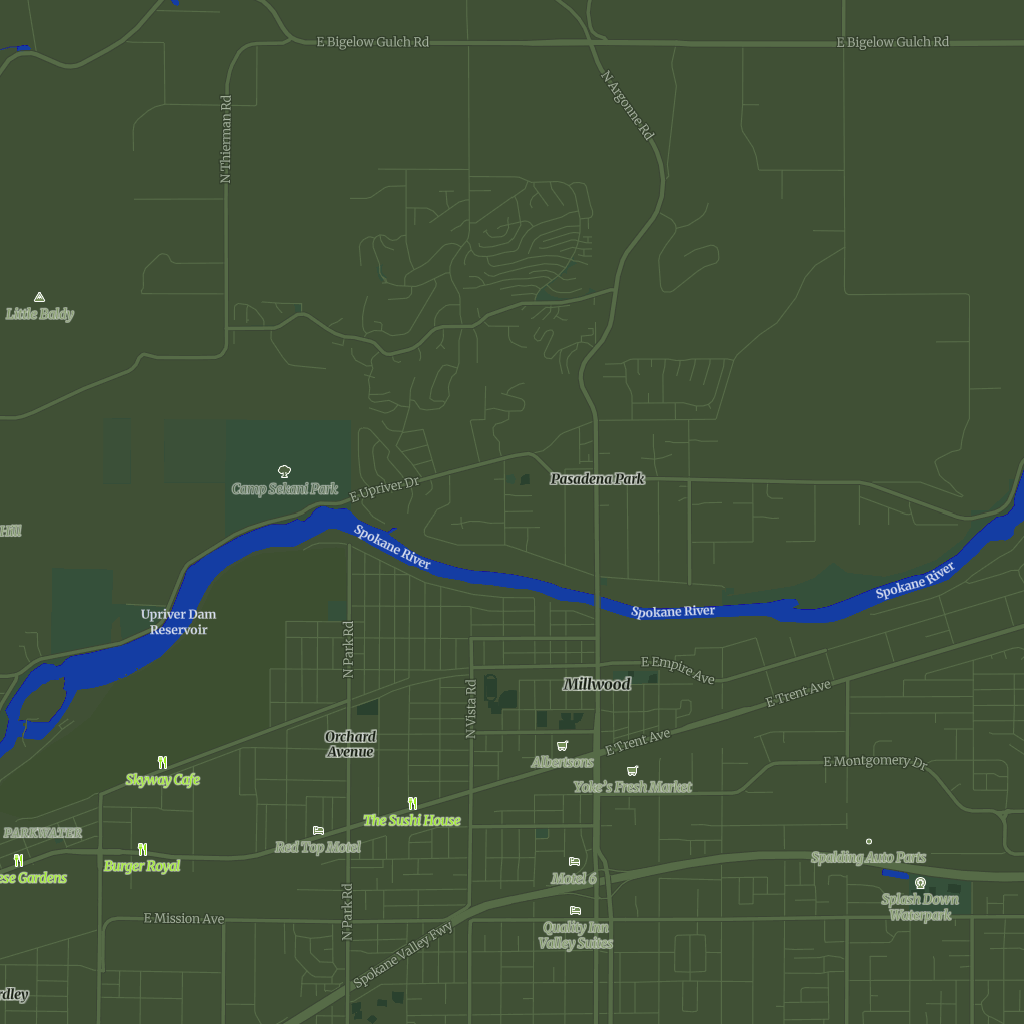 E Bigelow Gulch Rd
E Bigelow Gulch Rd
N Argonne Rd
N Thierman Rd
Little Baldy
Camp Sekani Park
E Upriver Dr
Pasadena Park
Hill
Spokane River
Spokane River
Spokane River
Upriver Dam
Reservoir
N Park Rd
E Empire Ave
Millwood
N Vista Rd
E Trent Ave
Orchard
Avenue
E Trent Ave
Albertsons
Skyway Cafe
Yoke's Fresh Market
E Montgomery Dr
The Sushi House
PARKWATER
Red Top Motel
Burger Royal
Spalding Auto Parts
ese Gardens
Motel 6
Splash Down
Waterpark
N Park Rd
E Mission Ave
Quality Inn
Valley Suites
Spokane Valley Fwy
rdley